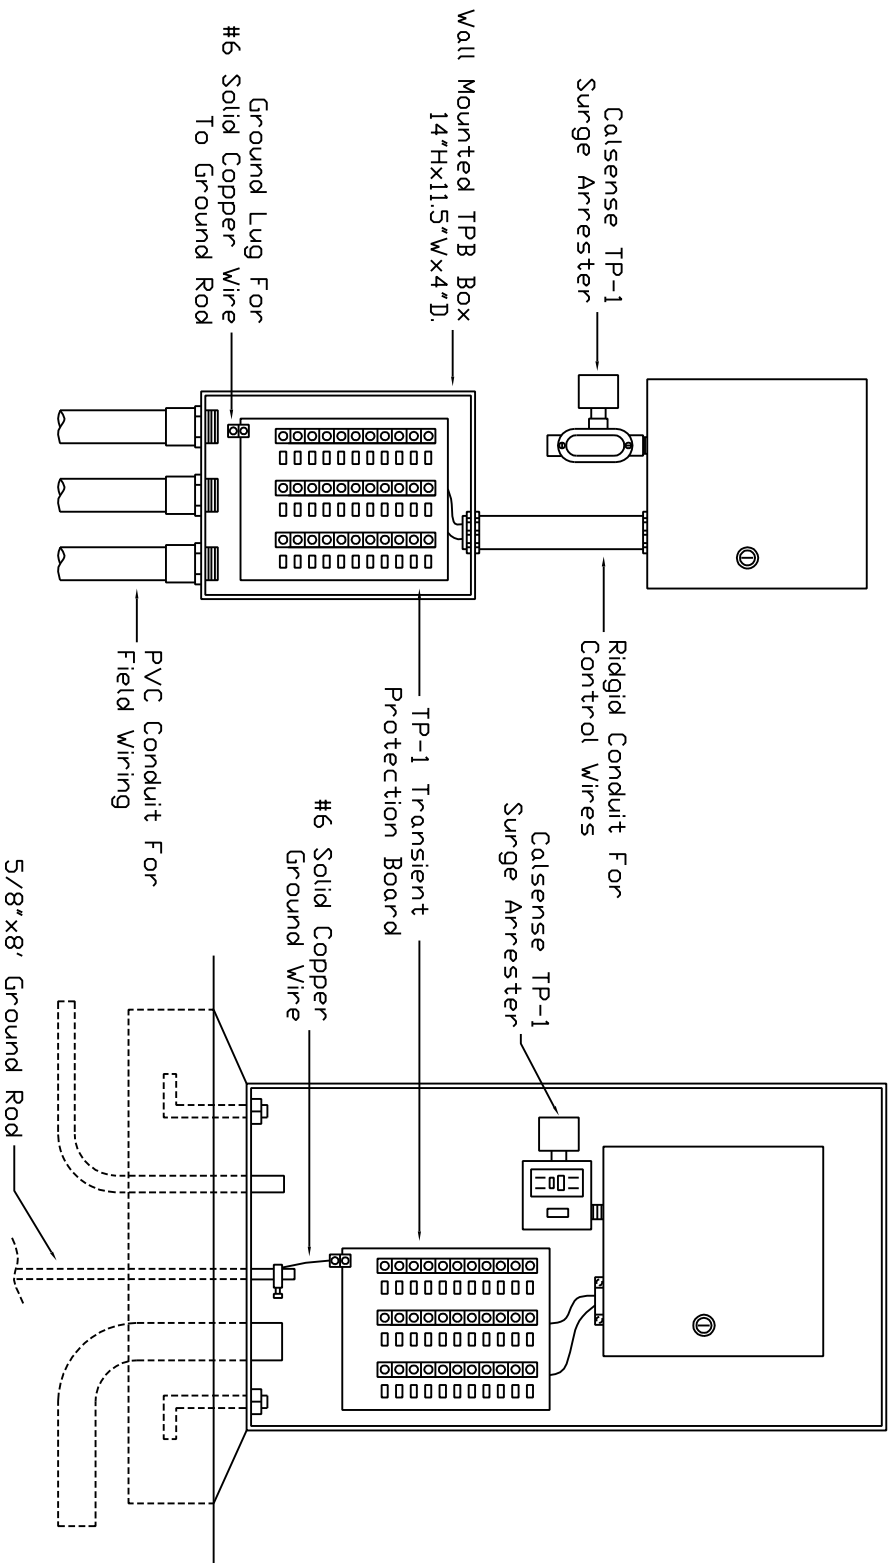 Calsense TP-1
Surge Arrester
Wall Mounted TPB Box
14"Hx11.5"Wx4"D.
Ground Lug For
#6 Solid Copper Wire
To Ground Rod
Ridgid Conduit For
Control Wires
TP-1 Transient
Protection Board
PVC Conduit For
Field Wiring
Calsense TP-1
Surge Arrester
#6 Solid Copper
Ground Wire
5/8"x8' Ground Rod